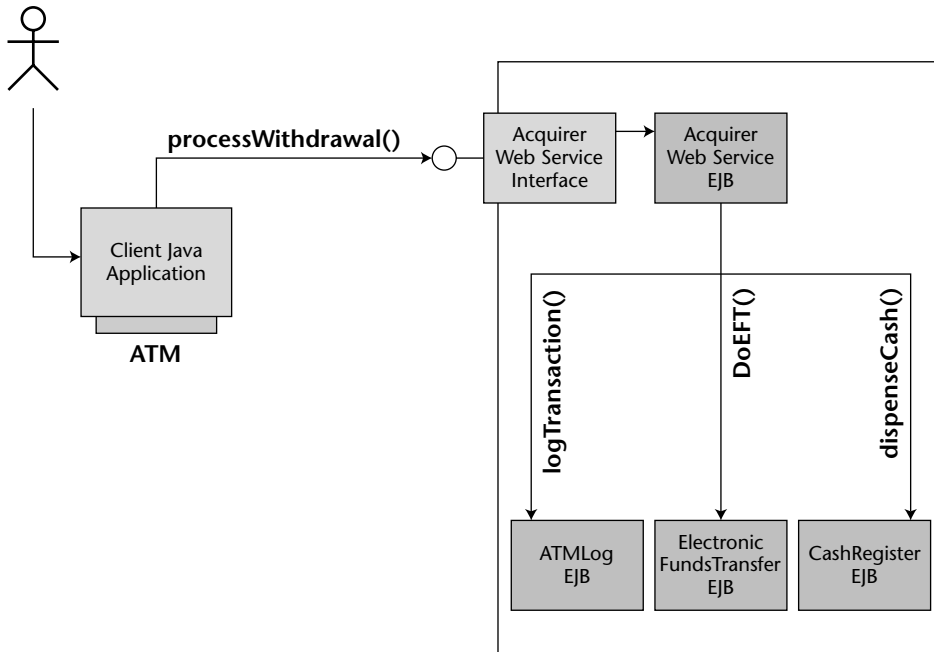 processWithdrawal()
Acquirer
Web Service
Interface
Acquirer
Web Service
EJB
Client Java
Application
ATM
logTransaction()
DoEFT()
dispenseCash()
ATMLog
EJB
Electronic
FundsTransfer
EJB
CashRegister
EJB